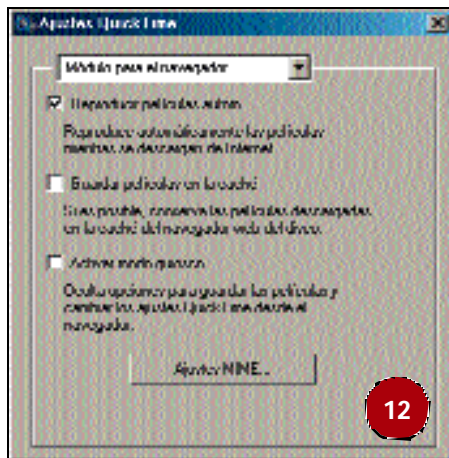 Ajustes QuickTime
Módulo para el navegador
Reproducir películas autom.
Reproduce automáticamente las películas
mientras se descargan de Internet.
Guardar películas en la caché
Si es posible, conserva las películas descargadas
en la caché del navegador web del disco.
Activar modo quiosco
Oculta opciones para guardar las películas y
cambiar los ajustes QuickTime desde el
navegador.
Ajustes MIME...
12